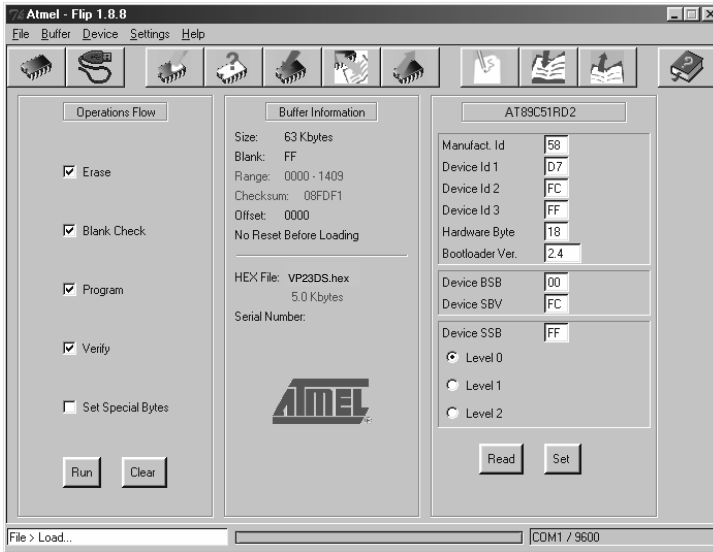 Atmel - Flip 1.8.8
File Buffer Device Settings Help
Operations Flow
Erase
Blank Check
Program
Verify
Set Special Bytes
Run Clear
Buffer Information
Size: 63 Kbytes
Blank: FF
Range: 0000 - 1409
Checksum: 08FDF1
Offset: 0000
No Reset Before Loading
HEX File: VP23DS.hex
5.0 Kbytes
Serial Number:
ATMEL
AT89C51RD2
Manufact. Id 58
Device Id 1 D7
Device Id 2 FC
Device Id 3 FF
Hardware Byte 18
Bootloader Ver. 2.4
Device BSB 00
Device SBV FC
Device SSB FF
Level 0
Level 1
Level 2
Read Set
File > Load...
COM1 / 9600